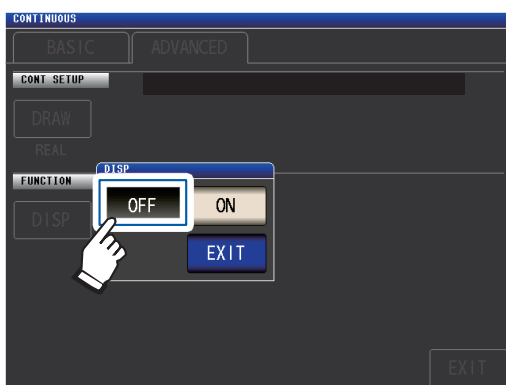 CONTINUOUS
BASIC
ADVANCED
CONT SETUP
DRAW
REAL
DISP
FUNCTION
OFF
ON
DISP
EXIT
EXIT